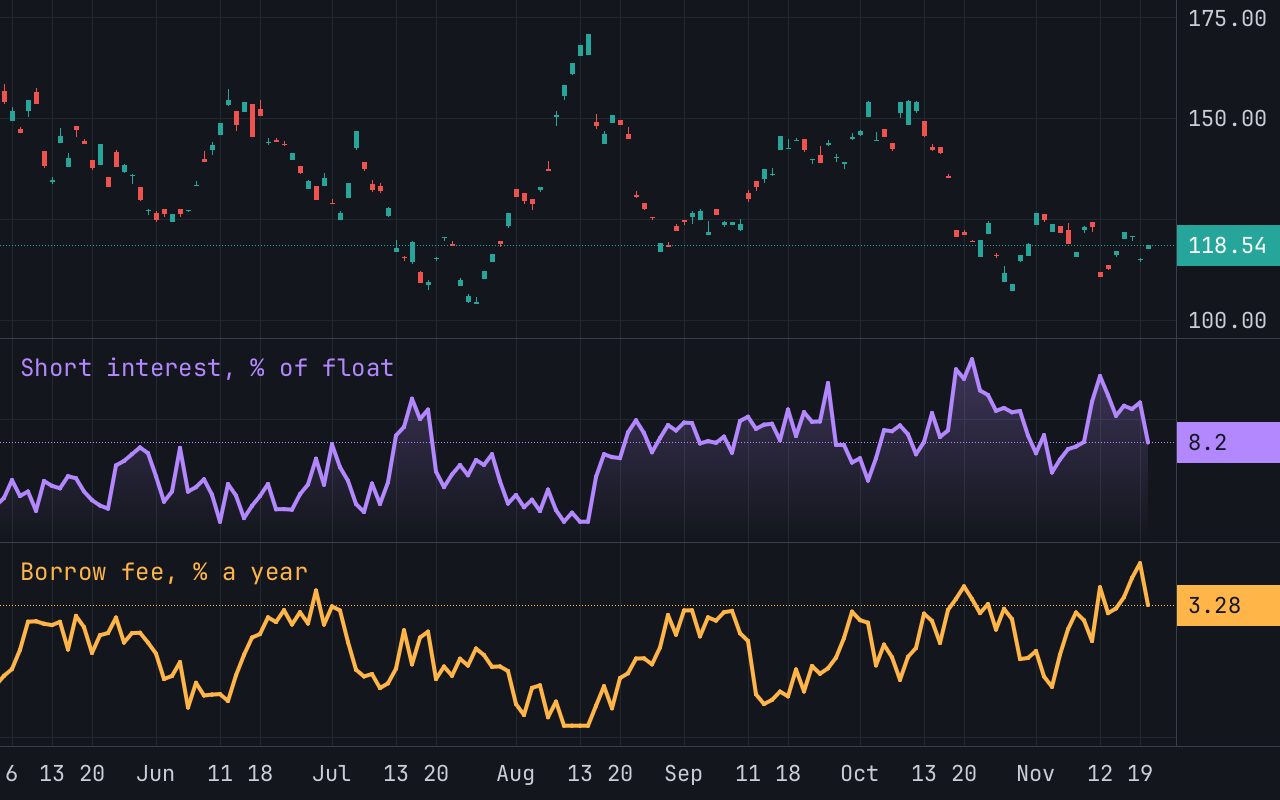 175.00
150.00
118.54
100.00
Short interest, % of float
8.2
Borrow fee, % a year
3.28
6 13 20 Jun 11 18 Jul 13 20 Aug 13 20 Sep 11 18 Oct 13 20 Nov 12 19